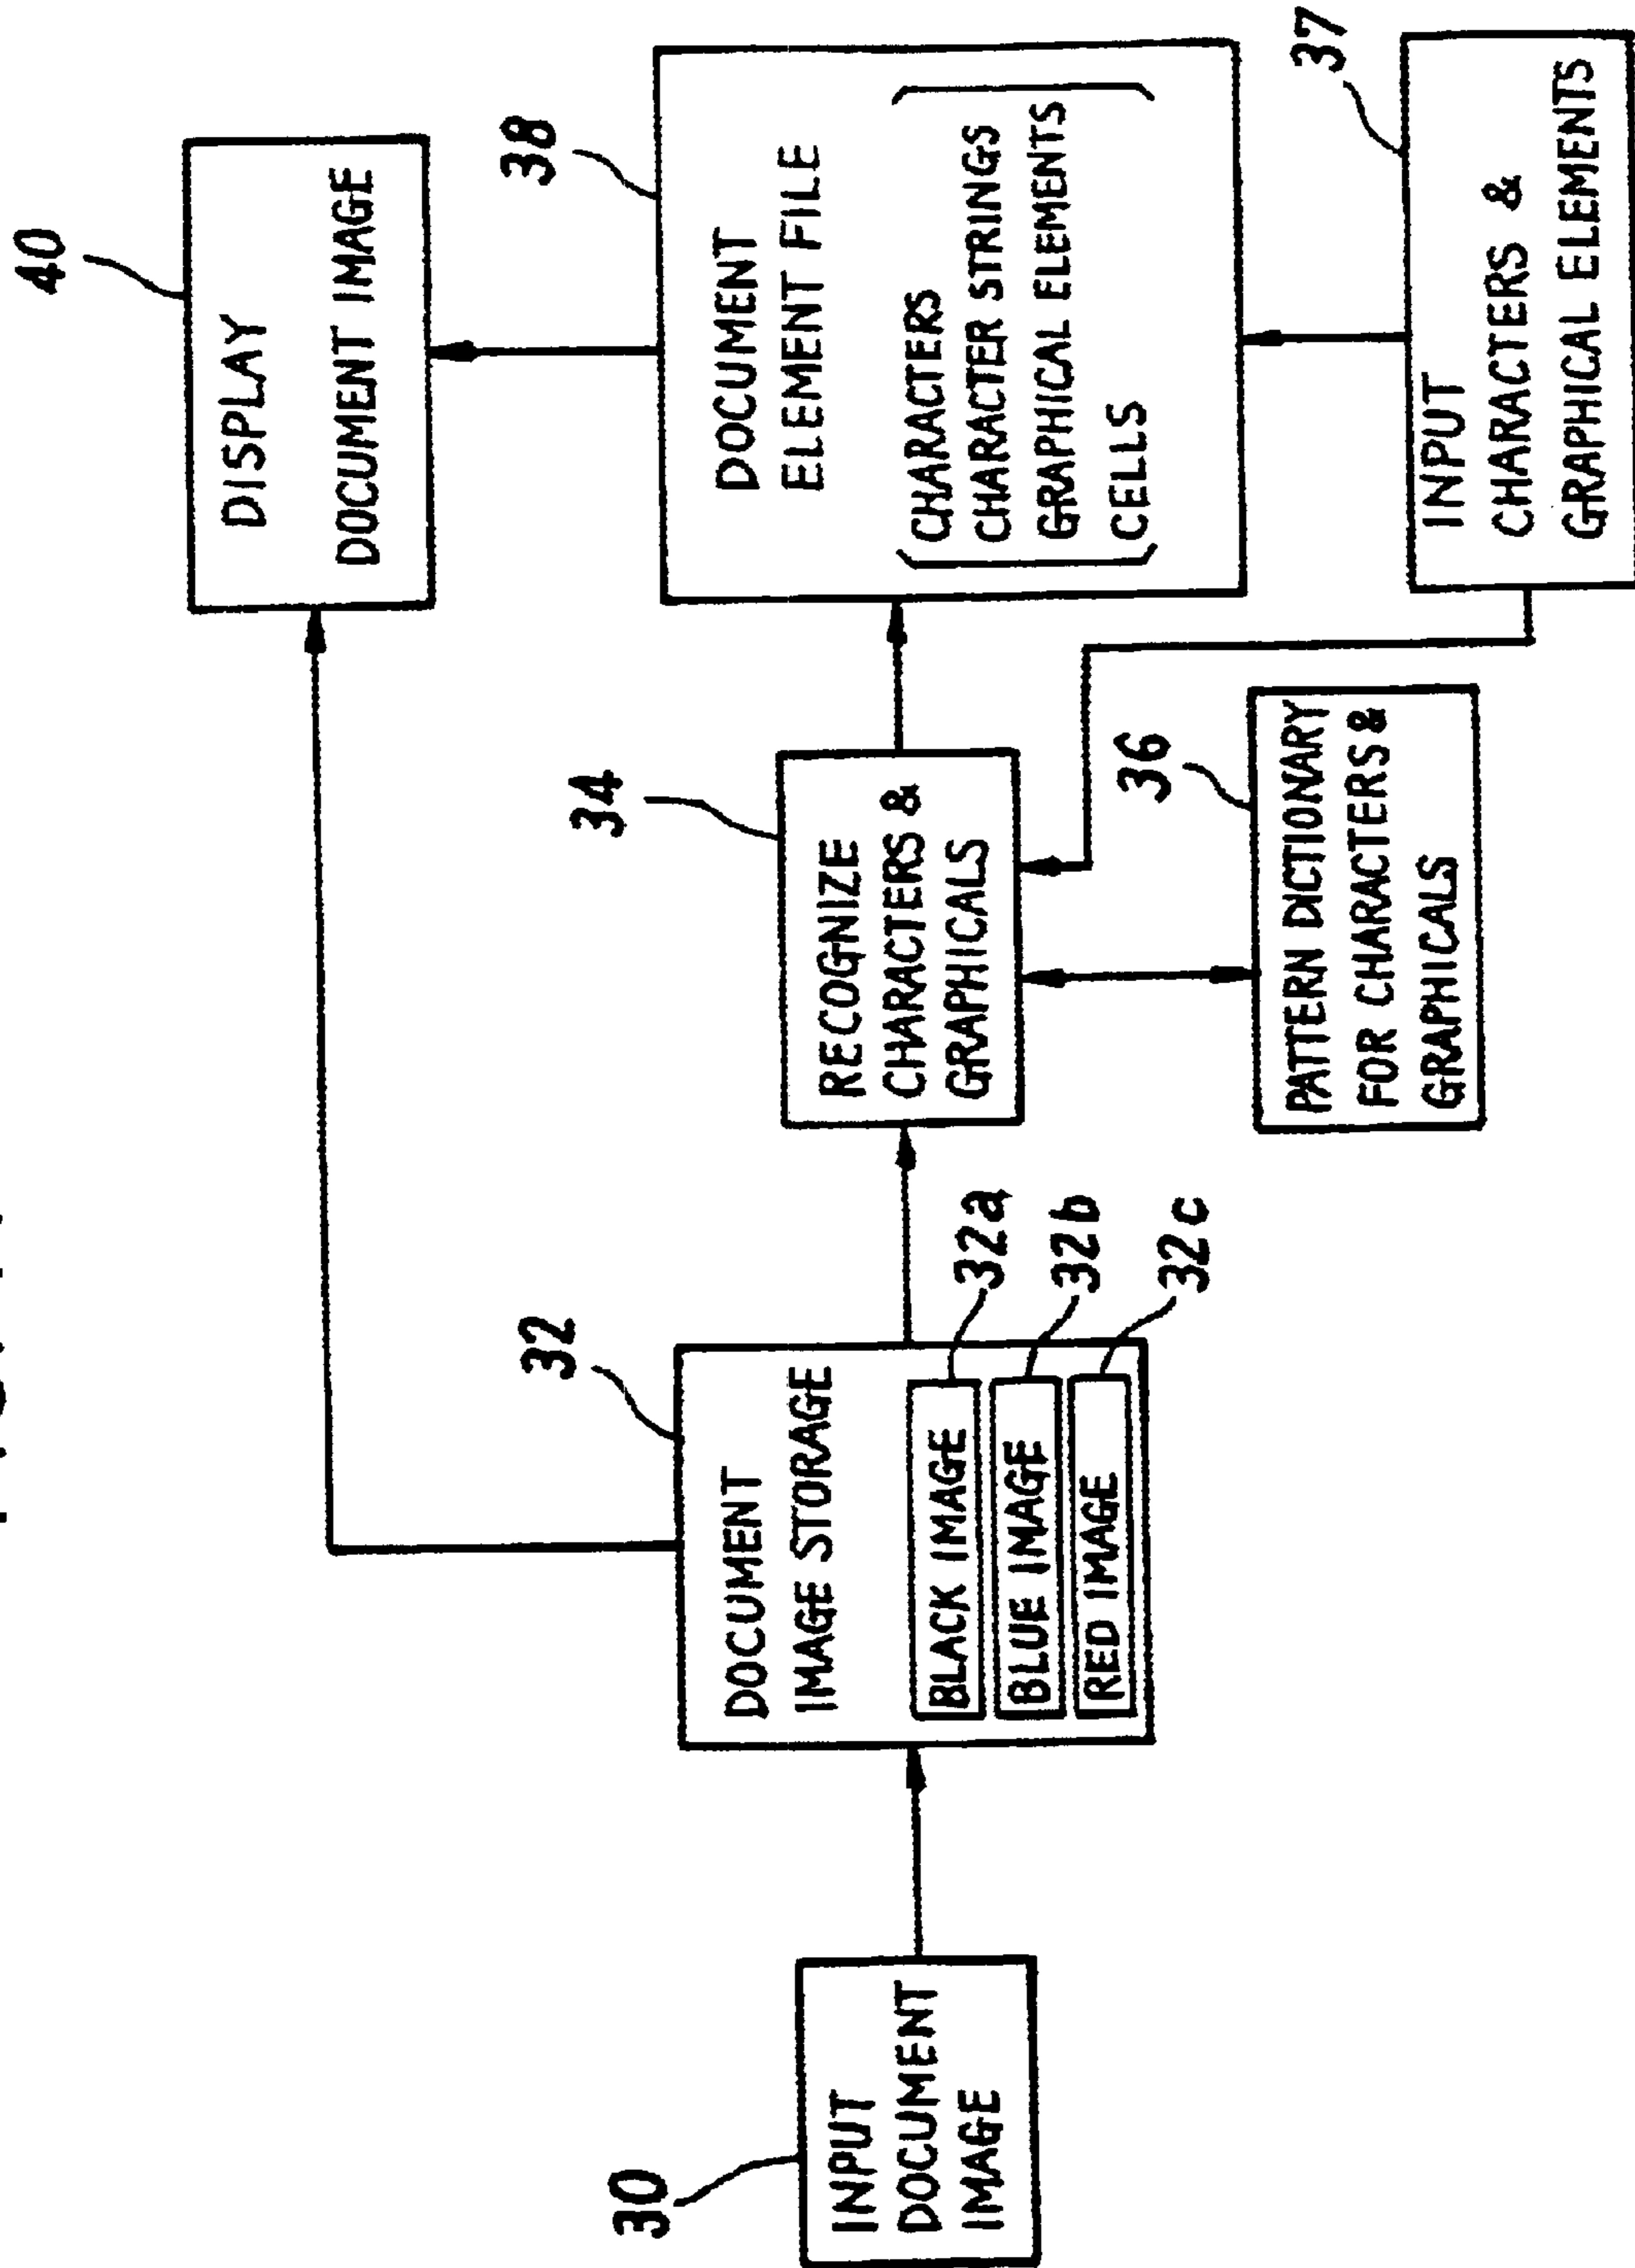 40
DISPLAY
DOCUMENT IMAGE
30
INPUT
DOCUMENT
IMAGE
32
DOCUMENT
IMAGE STORAGE
BLACK IMAGE
BLUE IMAGE
RED IMAGE
32a
32b
32c
34
RECOGNIZE
CHARACTERS &
GRAPHICALS
36
PATTERN DICTIONARY
FOR CHARACTERS &
GRAPHICALS
38
DOCUMENT
ELEMENT FILE
CHARACTERS
CHARACTER STRINGS
GRAPHICAL ELEMENTS
CELLS
37
INPUT
CHARACTERS &
GRAPHICAL ELEMENTS